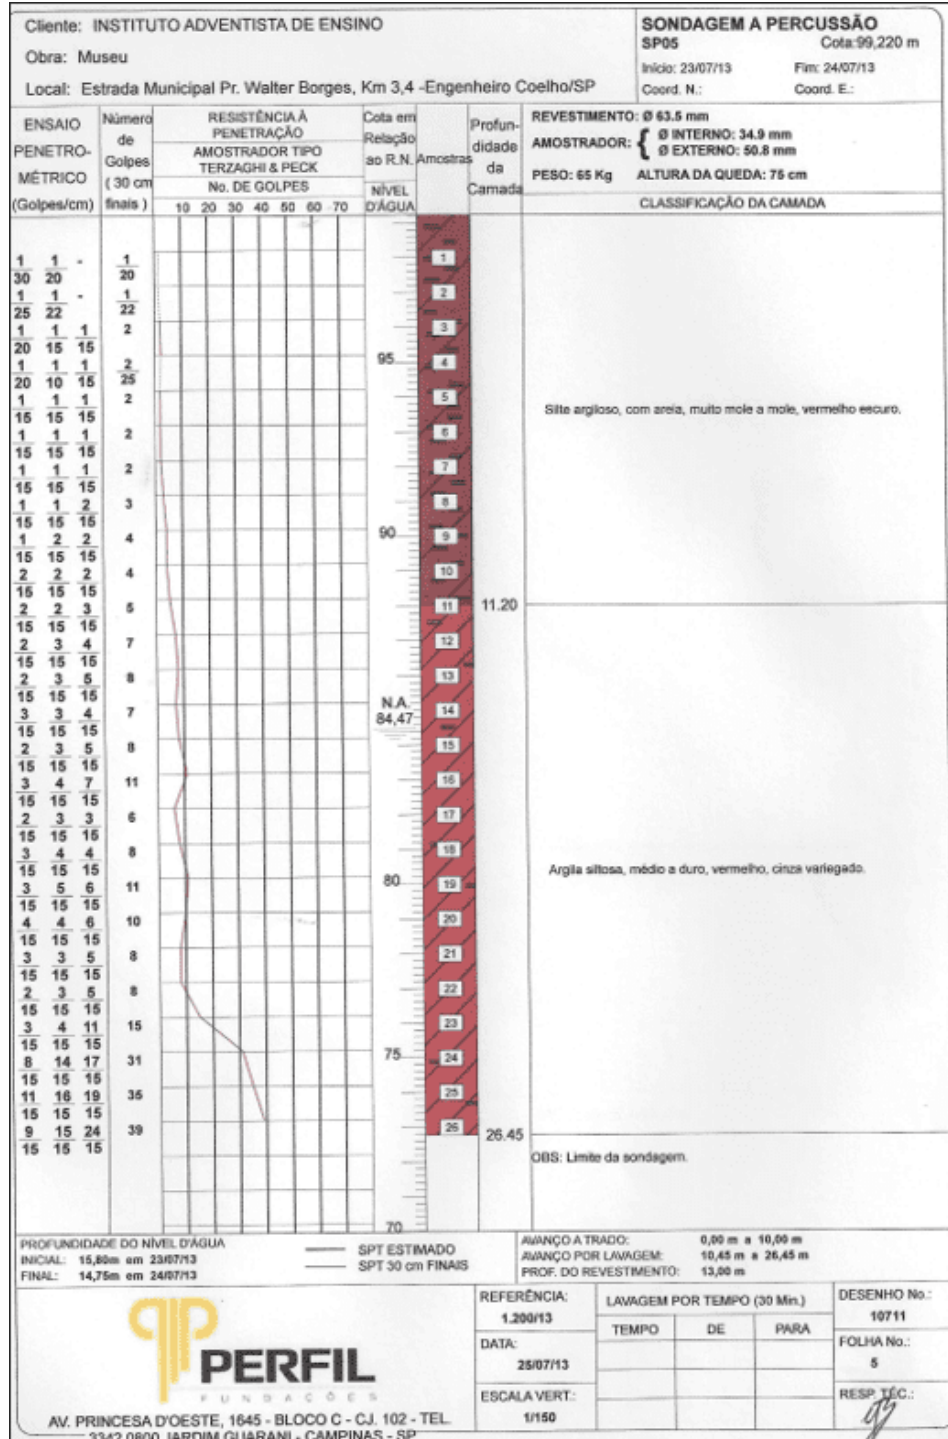 Cliente: INSTITUTO ADVENTISTA DE ENSINO
Obra: Museu
Local: Estrada Municipal Pr. Walter Borges, Km 3,4 -Engenheiro Coelho/SP
SONDAGEM A PERCUSSÃO
SP05 Cota:99,220 m
Início: 23/07/13 Fim: 24/07/13
Coord. N.: Coord. E.:
ENSAIO
PENETRO-
MÉTRICO
(Golpes/cm)
Número
de
Golpes
( 30 cm
finais )
RESISTÊNCIA À
PENETRAÇÃO
AMOSTRADOR TIPO
TERZAGHI & PECK
No. DE GOLPES
10 20 30 40 50 60 70
Cota em
Relação
ao R.N.
NÍVEL
D'ÁGUA
Amostras
Profun-
didade
da
Camada
REVESTIMENTO: Ø 63.5 mm
AMOSTRADOR: { Ø INTERNO: 34.9 mm
Ø EXTERNO: 50.8 mm
PESO: 65 Kg ALTURA DA QUEDA: 75 cm
CLASSIFICAÇÃO DA CAMADA
1 1 - 1
30 20 20
1 1 - 1
25 22 22
1 1 1 2
20 15 15
1 1 1 2
20 10 15 25
1 1 1 2
15 15 15
1 1 1 2
15 15 15
1 1 1 2
15 15 15
1 1 2 3
15 15 15
1 2 2 4
15 15 15
2 2 2 4
15 15 15
2 2 3 5
15 15 15
2 3 4 7
15 15 15
2 3 5 8
15 15 15
3 3 4 7
15 15 15
2 3 5 8
15 15 15
3 4 7 11
15 15 15
2 3 3 6
15 15 15
3 4 4 8
15 15 15
3 5 6 11
15 15 15
4 4 6 10
15 15 15
3 3 5 8
15 15 15
2 3 5 8
15 15 15
3 4 11 15
15 15 15
8 14 17 31
15 15 15
11 16 19 35
15 15 15
9 15 24 39
15 15 15
95
90
N.A.
84,47
80
75
70
1
2
3
4
5
6
7
8
9
10
11
12
13
14
15
16
17
18
19
20
21
22
23
24
25
26
11.20
26.45
Silte argiloso, com areia, muito mole a mole, vermelho escuro.
Argila siltosa, médio a duro, vermelho, cinza variegado.
OBS: Limite da sondagem.
PROFUNDIDADE DO NÍVEL D'ÁGUA
INICIAL: 15,80m em 23/07/13
FINAL: 14,75m em 24/07/13
SPT ESTIMADO
SPT 30 cm FINAIS
AVANÇO A TRADO: 0,00 m a 10,00 m
AVANÇO POR LAVAGEM: 10,45 m a 26,45 m
PROF. DO REVESTIMENTO: 13,00 m
PERFIL
FUNDAÇÕES
AV. PRINCESA D'OESTE, 1645 - BLOCO C - CJ. 102 - TEL.
3342.0800 JARDIM GUARANI - CAMPINAS - SP
REFERÊNCIA:
1.200/13
DATA:
25/07/13
ESCALA VERT.:
1/150
LAVAGEM POR TEMPO (30 Min.)
TEMPO DE PARA
DESENHO No.:
10711
FOLHA No.:
5
RESP. TÉC.: